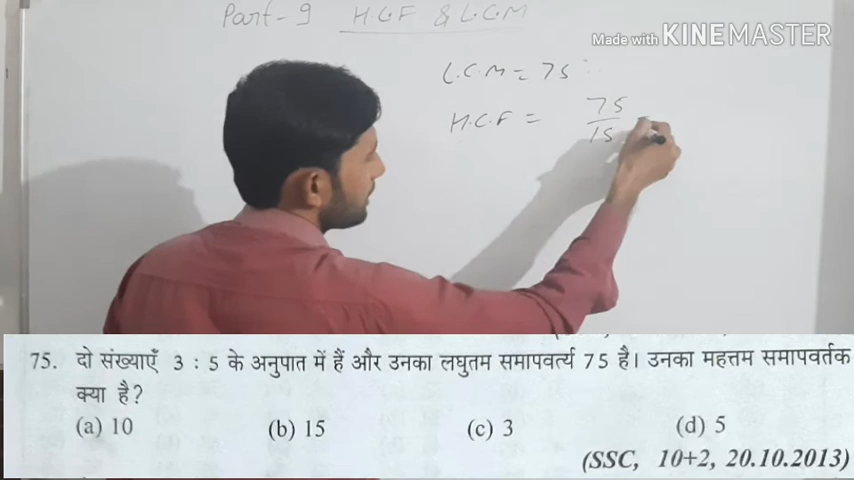 Part-9 H.C.F & L.C.M
Made with KINEMASTER
L.C.M = 75
H.C.F = 75
15
75. दो संख्याएँ 3 : 5 के अनुपात में हैं और उनका लघुतम समापवर्त्य 75 है। उनका महत्तम समापवर्तक
क्या है?
(a) 10 (b) 15 (c) 3 (d) 5
(SSC, 10+2, 20.10.2013)